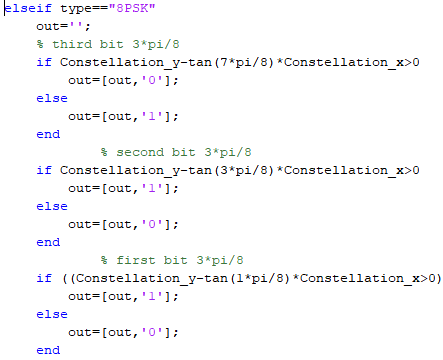 elseif type=="8PSK"
out='';
% third bit 3*pi/8
if Constellation_y-tan(7*pi/8)*Constellation_x>0
out=[out,'0'];
else
out=[out,'1'];
end
% second bit 3*pi/8
if Constellation_y-tan(3*pi/8)*Constellation_x>0
out=[out,'1'];
else
out=[out,'0'];
end
% first bit 3*pi/8
if ((Constellation_y-tan(1*pi/8)*Constellation_x>0)
out=[out,'1'];
else
out=[out,'0'];
end